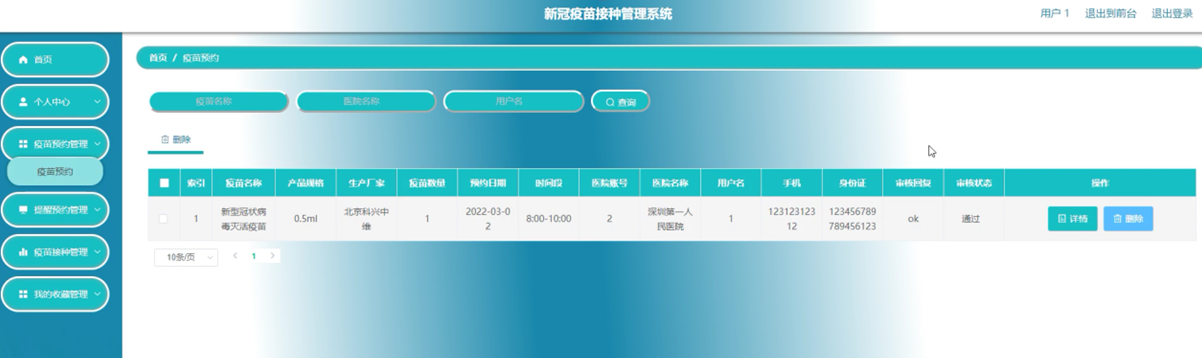 新冠疫苗接种管理系统
用户 1 退出到前台 退出登录
首页
个人中心
疫苗预约管理
疫苗预约
提醒预约管理
疫苗接种管理
我的收藏管理
首页 / 疫苗预约
疫苗名称 医院名称 用户名 查询
删除
索引 疫苗名称 产品规格 生产厂家 疫苗数量 预约日期 时间段 医院账号 医院名称 用户名 手机 身份证 审核回复 审核状态 操作
1 新型冠状病 0.5ml 北京科兴中 1 2022-03-0 8:00-10:00 2 深圳第一人 1 123123123 123456789 ok 通过 详情 删除
毒灭活疫苗 维 2 民医院 12 789456123
10条/页 1